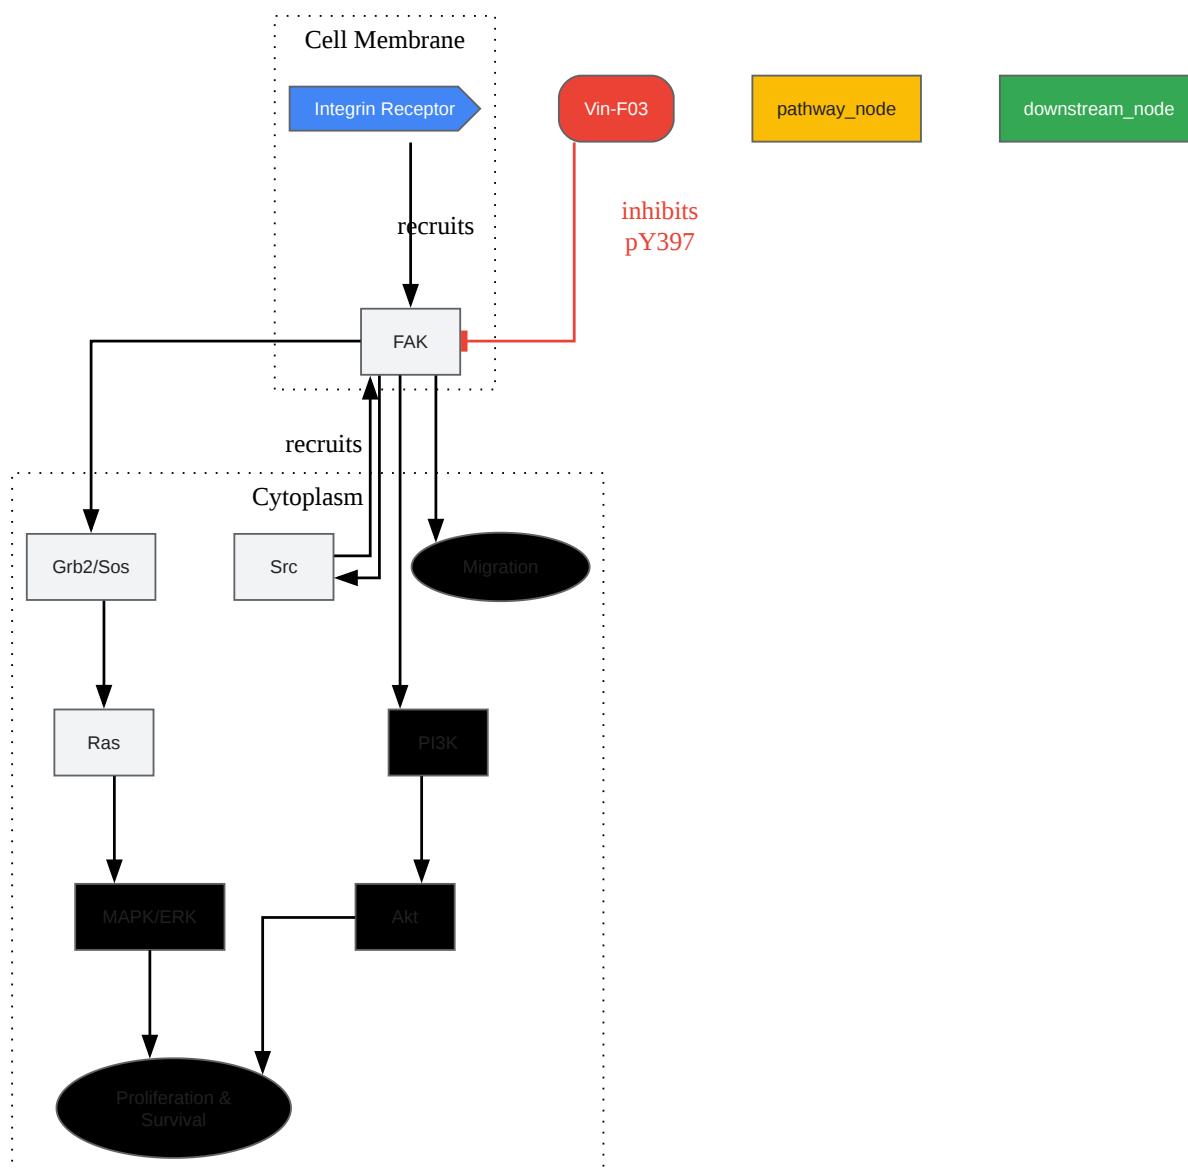 Cell Membrane
Integrin Receptor
Vin-F03
pathway_node
downstream_node
recruits
inhibits
pY397
FAK
recruits
Cytoplasm
Grb2/Sos
Src
Migration
Ras
PI3K
MAPK/ERK
Akt
Proliferation &
Survival